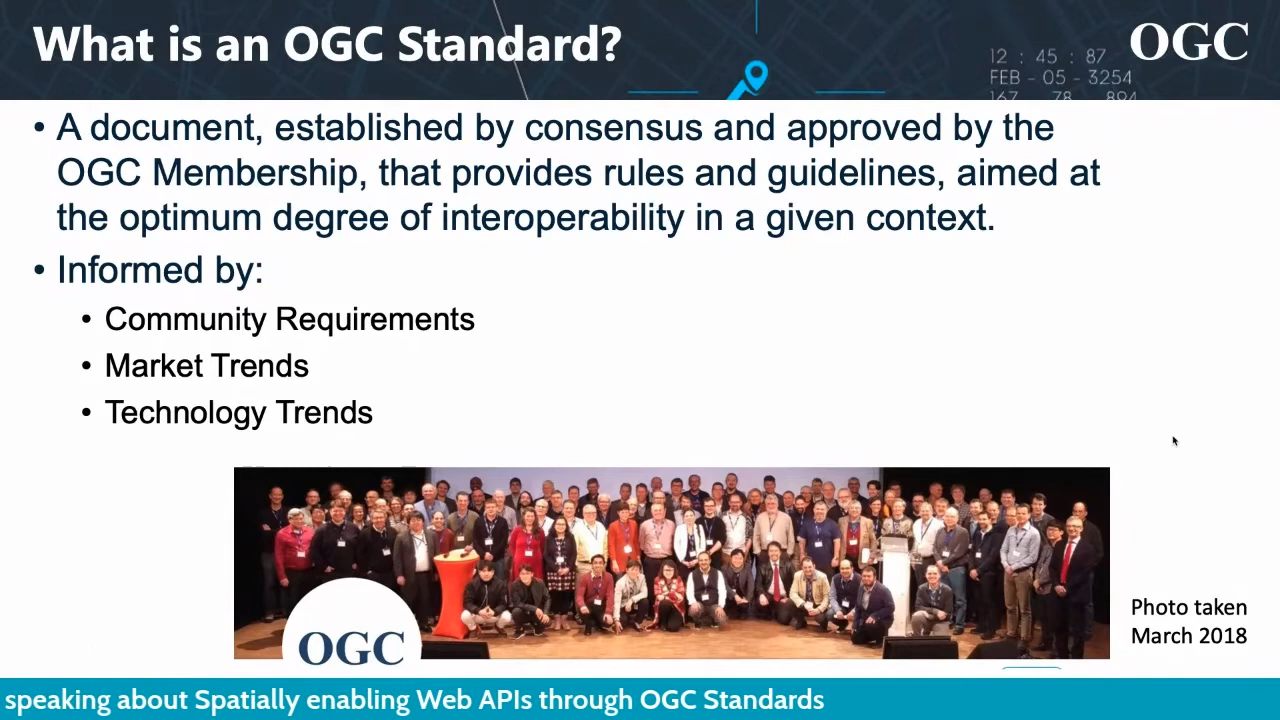 What is an OGC Standard?
OGC
12 : 45 : 87
FEB - 05 - 3254
167 78 894
• A document, established by consensus and approved by the
OGC Membership, that provides rules and guidelines, aimed at
the optimum degree of interoperability in a given context.
• Informed by:
• Community Requirements
• Market Trends
• Technology Trends
OGC
Photo taken
March 2018
speaking about Spatially enabling Web APIs through OGC Standards